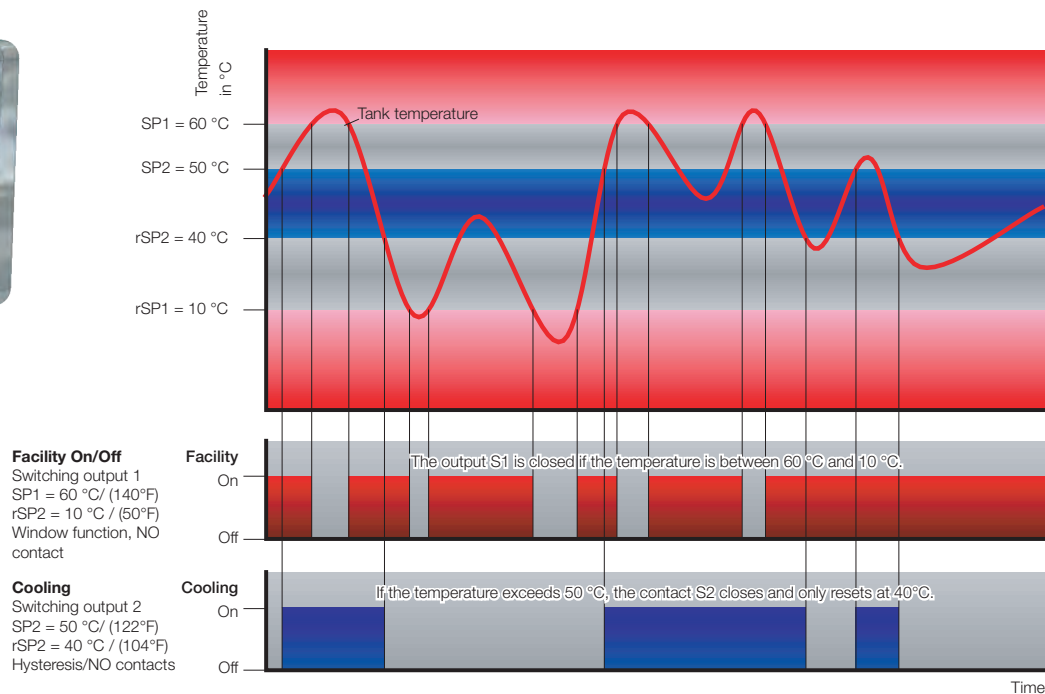 Temperature
in °C
SP1 = 60 °C
Tank temperature
SP2 = 50 °C
rSP2 = 40 °C
rSP1 = 10 °C
Facility On/Off
Switching output 1
SP1 = 60 °C/ (140°F)
rSP2 = 10 °C / (50°F)
Window function, NO
contact
Facility
On
Off
The output S1 is closed if the temperature is between 60 °C and 10 °C.
Cooling
Switching output 2
SP2 = 50 °C/ (122°F)
rSP2 = 40 °C / (104°F)
Hysteresis/NO contacts
Cooling
On
Off
If the temperature exceeds 50 °C, the contact S2 closes and only resets at 40°C.
Time